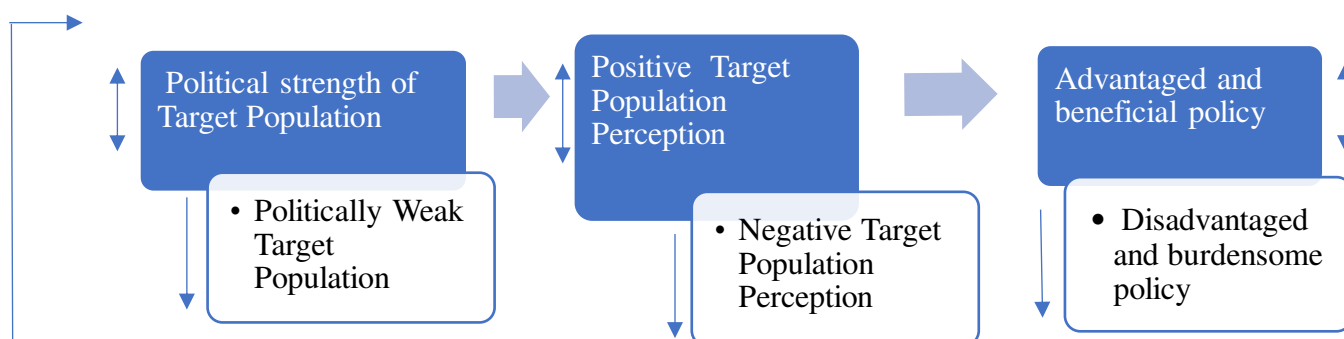 Political strength of
Target Population
• Politically Weak
Target
Population
Positive Target
Population
Perception
• Negative Target
Population
Perception
Advantaged and
beneficial policy
• Disadvantaged
and burdensome
policy